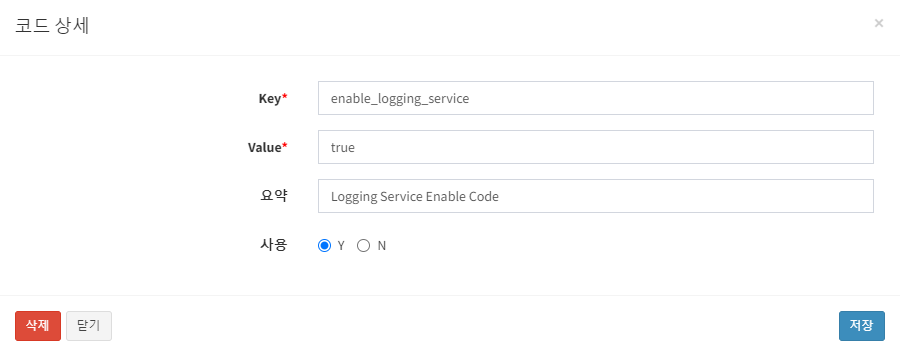 코드 상세 ×
Key* enable_logging_service
Value* true
요약 Logging Service Enable Code
사용 Y N
삭제 닫기 저장